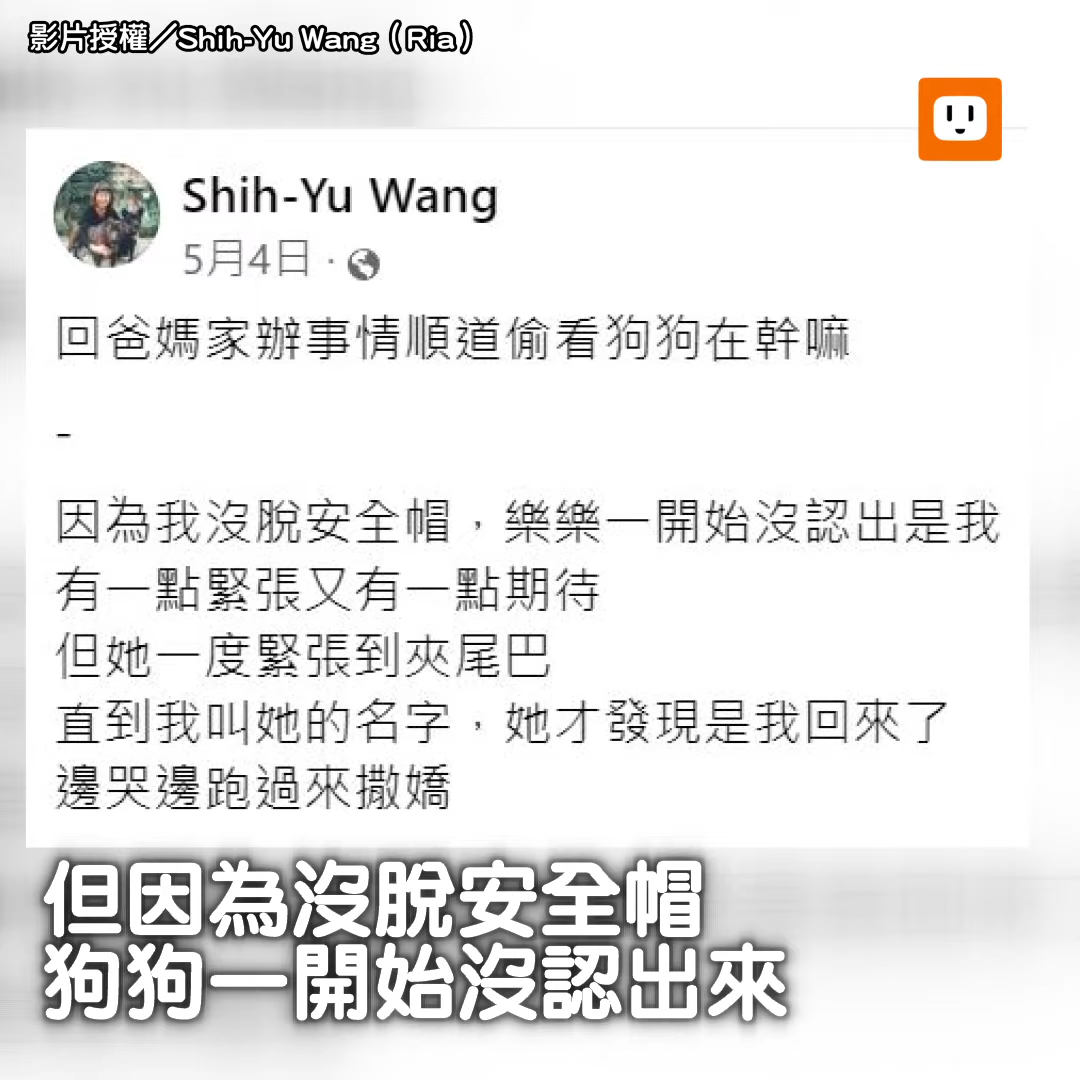 影片授權／Shih-Yu Wang（Ria）
Shih-Yu Wang
5月4日 ·
回爸媽家辦事情順道偷看狗狗在幹嘛
-
因為我沒脫安全帽，樂樂一開始沒認出是我
有一點緊張又有一點期待
但她一度緊張到夾尾巴
直到我叫她的名字，她才發現是我回來了
邊哭邊跑過來撒嬌
但因為沒脫安全帽
狗狗一開始沒認出來